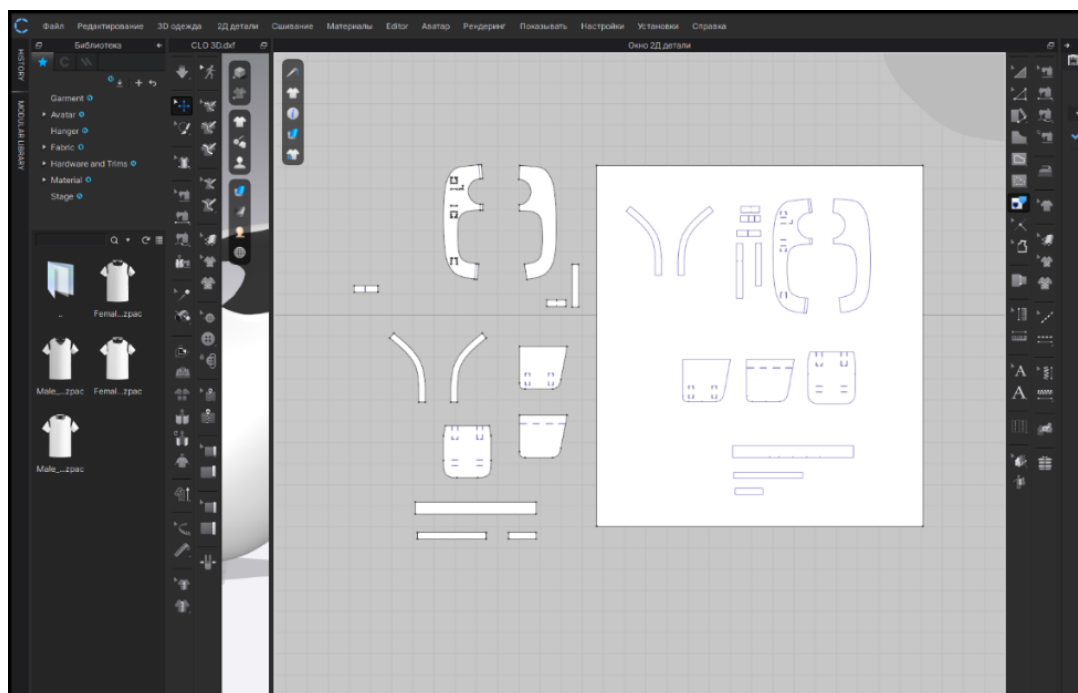 Файл Редактирование 3D одежда 2Д детали Сшивание Материалы Editor Аватар Рендеринг Показывать Настройки Установки Справка
HISTORY
MODULAR LIBRARY
Библиотека
CLO 3D.dxf
Окно 2Д детали
Garment
Avatar
Hanger
Fabric
Hardware and Trims
Material
Stage
..
Femal...zpac
Male_...zpac
Femal...zpac
Male_...zpac
A
A